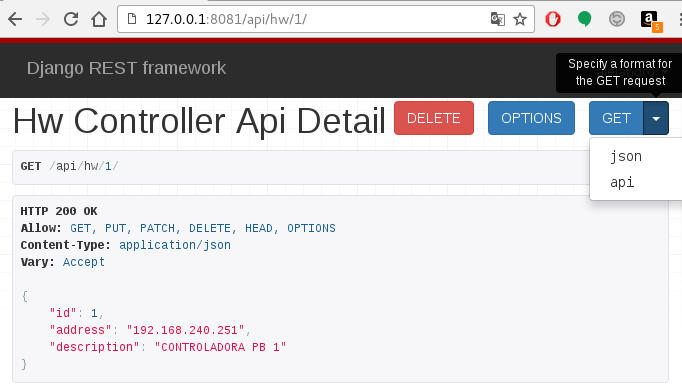 127.0.0.1:8081/api/hw/1/
5
Django REST framework
Specify a format for
the GET request
Hw Controller Api Detail
DELETE
OPTIONS
GET
json
api
GET /api/hw/1/
HTTP 200 OK
Allow: GET, PUT, PATCH, DELETE, HEAD, OPTIONS
Content-Type: application/json
Vary: Accept
{
"id": 1,
"address": "192.168.240.251",
"description": "CONTROLADORA PB 1"
}